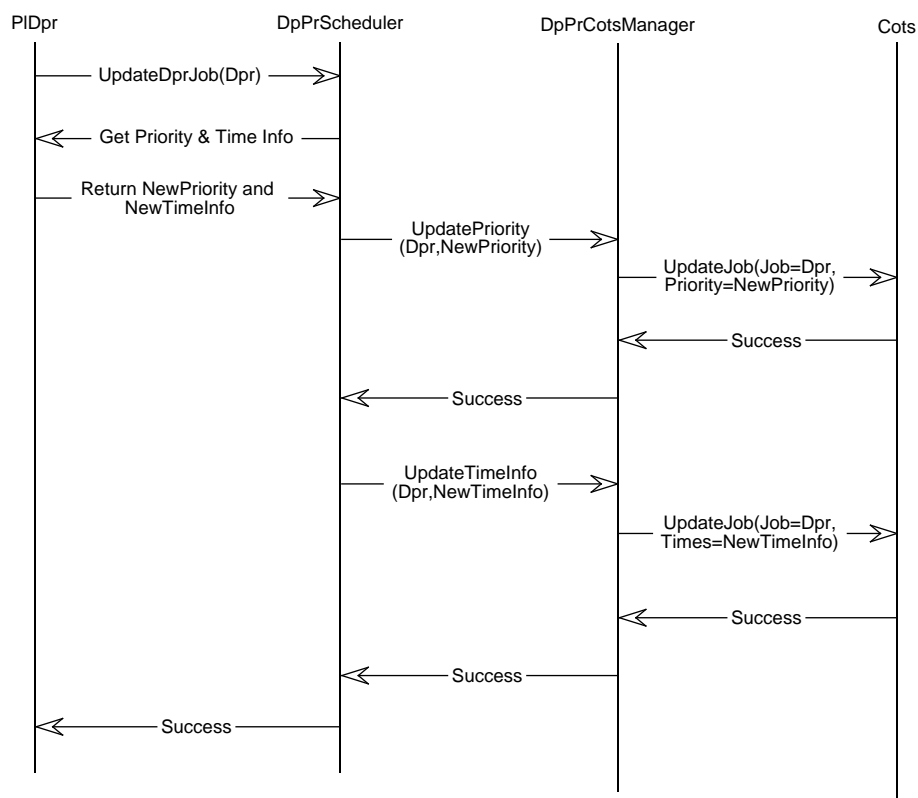 PlDpr
DpPrScheduler
DpPrCotsManager
Cots
UpdateDprJob(Dpr)
Get Priority & Time Info
Return NewPriority and
NewTimeInfo
UpdatePriority
(Dpr,NewPriority)
UpdateJob(Job=Dpr,
Priority=NewPriority)
Success
Success
UpdateTimeInfo
(Dpr,NewTimeInfo)
UpdateJob(Job=Dpr,
Times=NewTimeInfo)
Success
Success
Success